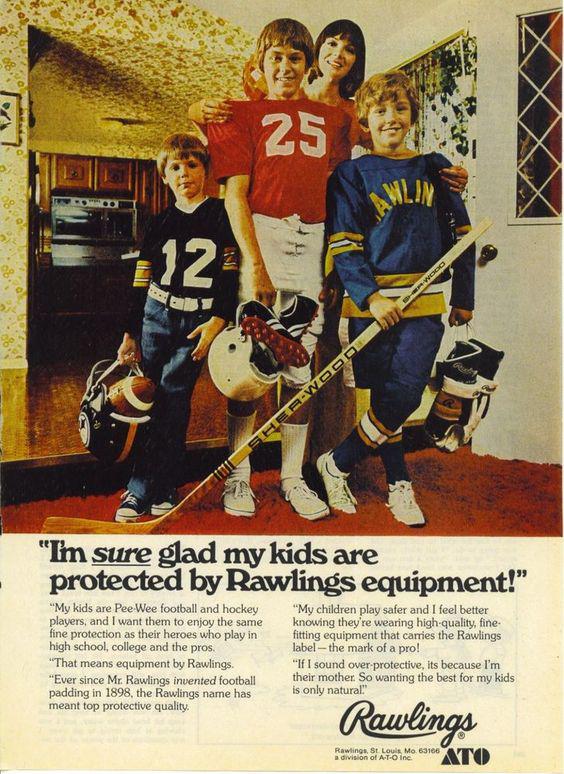 25
12
AWLIN
SHER-WOOD
SHER-WOOD
Rawlings
"I'm sure glad my kids are
protected by Rawlings equipment!"
"My kids are Pee-Wee football and hockey
players, and I want them to enjoy the same
fine protection as their heroes who play in
high school, college and the pros.
"That means equipment by Rawlings.
"Ever since Mr. Rawlings invented football
padding in 1898, the Rawlings name has
meant top protective quality.
"My children play safer and I feel better
knowing they're wearing high-quality, fine-
fitting equipment that carries the Rawlings
label—the mark of a pro!
"If I sound over-protective, its because I'm
their mother. So wanting the best for my kids
is only natural."
Rawlings®
Rawlings, St. Louis, Mo. 63166
a division of A-T-O Inc.
ATO